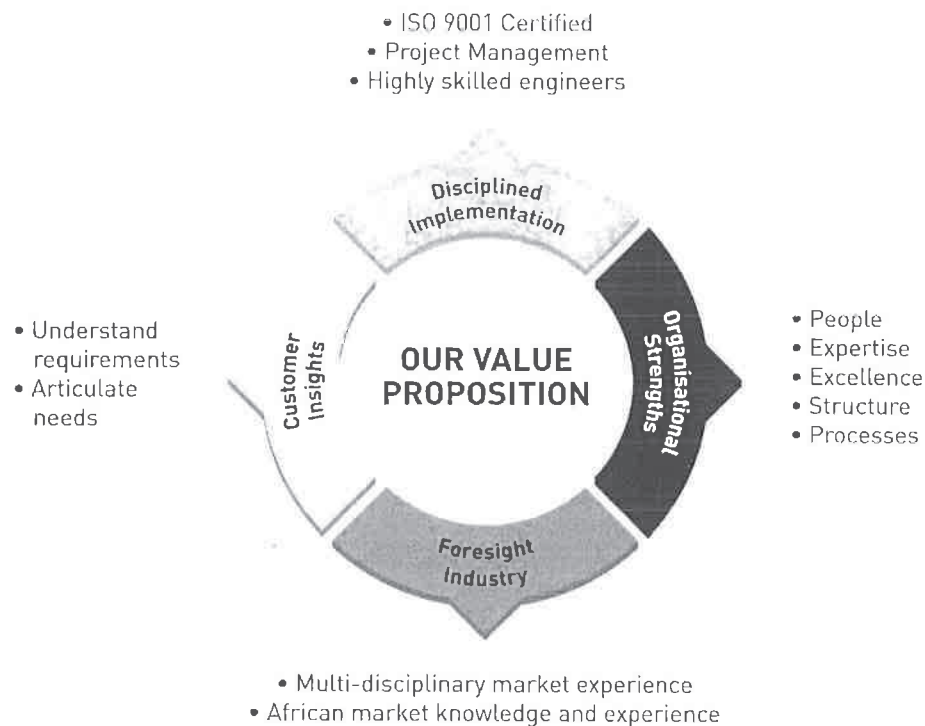 • ISO 9001 Certified
• Project Management
• Highly skilled engineers
Disciplined
Implementation
• Understand
requirements
• Articulate
needs
Customer
Insights
OUR VALUE
PROPOSITION
Organisational
Strengths
• People
• Expertise
• Excellence
• Structure
• Processes
Foresight
Industry
• Multi-disciplinary market experience
• African market knowledge and experience